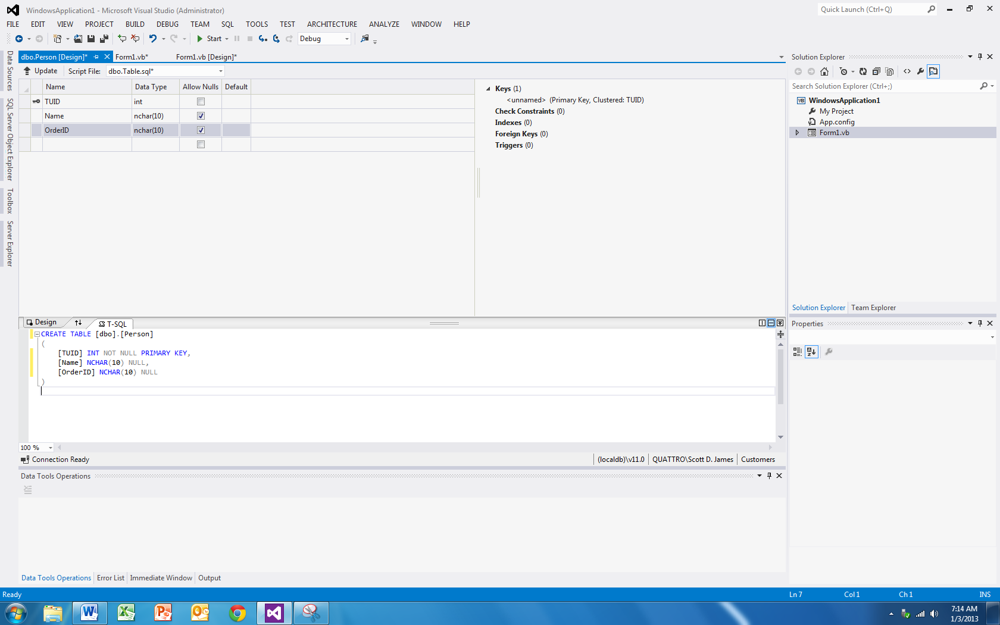 WindowsApplication1 - Microsoft Visual Studio (Administrator)
Quick Launch (Ctrl+Q)
FILE EDIT VIEW PROJECT BUILD DEBUG TEAM SQL TOOLS TEST ARCHITECTURE ANALYZE WINDOW HELP
Start Debug
dbo.Person [Design]* Form1.vb* Form1.vb [Design]*
Update Script File: dbo.Table.sql*
Data Sources
SQL Server Object Explorer
Toolbox
Server Explorer
Name Data Type Allow Nulls Default
TUID int
Name nchar(10)
OrderID nchar(10)
Keys (1)
<unnamed> (Primary Key, Clustered: TUID)
Check Constraints (0)
Indexes (0)
Foreign Keys (0)
Triggers (0)
Design T-SQL
CREATE TABLE [dbo].[Person]
(
[TUID] INT NOT NULL PRIMARY KEY,
[Name] NCHAR(10) NULL,
[OrderID] NCHAR(10) NULL
)
100 %
Connection Ready (localdb)\v11.0 QUATTRO\Scott D. James Customers
Data Tools Operations
Data Tools Operations Error List Immediate Window Output
Solution Explorer
Search Solution Explorer (Ctrl+;)
VB WindowsApplication1
My Project
App.config
Form1.vb
Solution Explorer Team Explorer
Properties
Ready Ln 7 Col 1 Ch 1 INS
7:14 AM
1/3/2013